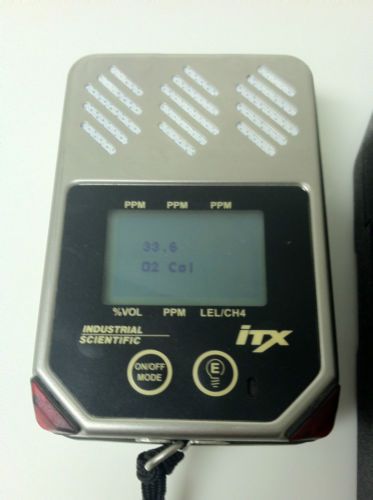 PPM PPM PPM
33.6
O2 Cal
%VOL PPM LEL/CH4
INDUSTRIAL
SCIENTIFIC
iTX
ON/OFF
MODE
E